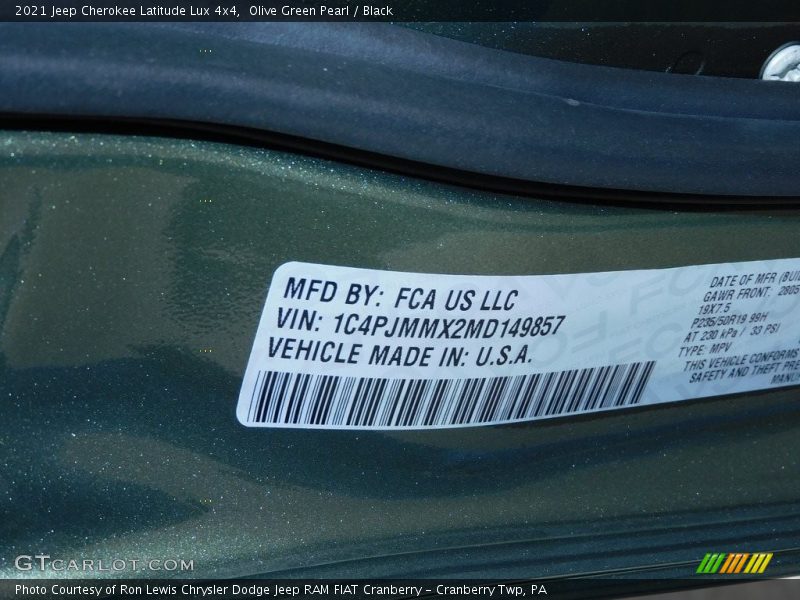 2021 Jeep Cherokee Latitude Lux 4x4, Olive Green Pearl / Black
MFD BY: FCA US LLC
VIN: 1C4PJMMX2MD149857
VEHICLE MADE IN: U.S.A.
DATE OF MFR (BUI
GAWR FRONT: 2805
19X7.5
P235/50R19 99H
AT 230 kPa / 33 PSI
TYPE: MPV
THIS VEHICLE CONFORMS
SAFETY AND THEFT PRE
MANU
GTCARLOT.COM
Photo Courtesy of Ron Lewis Chrysler Dodge Jeep RAM FIAT Cranberry – Cranberry Twp, PA